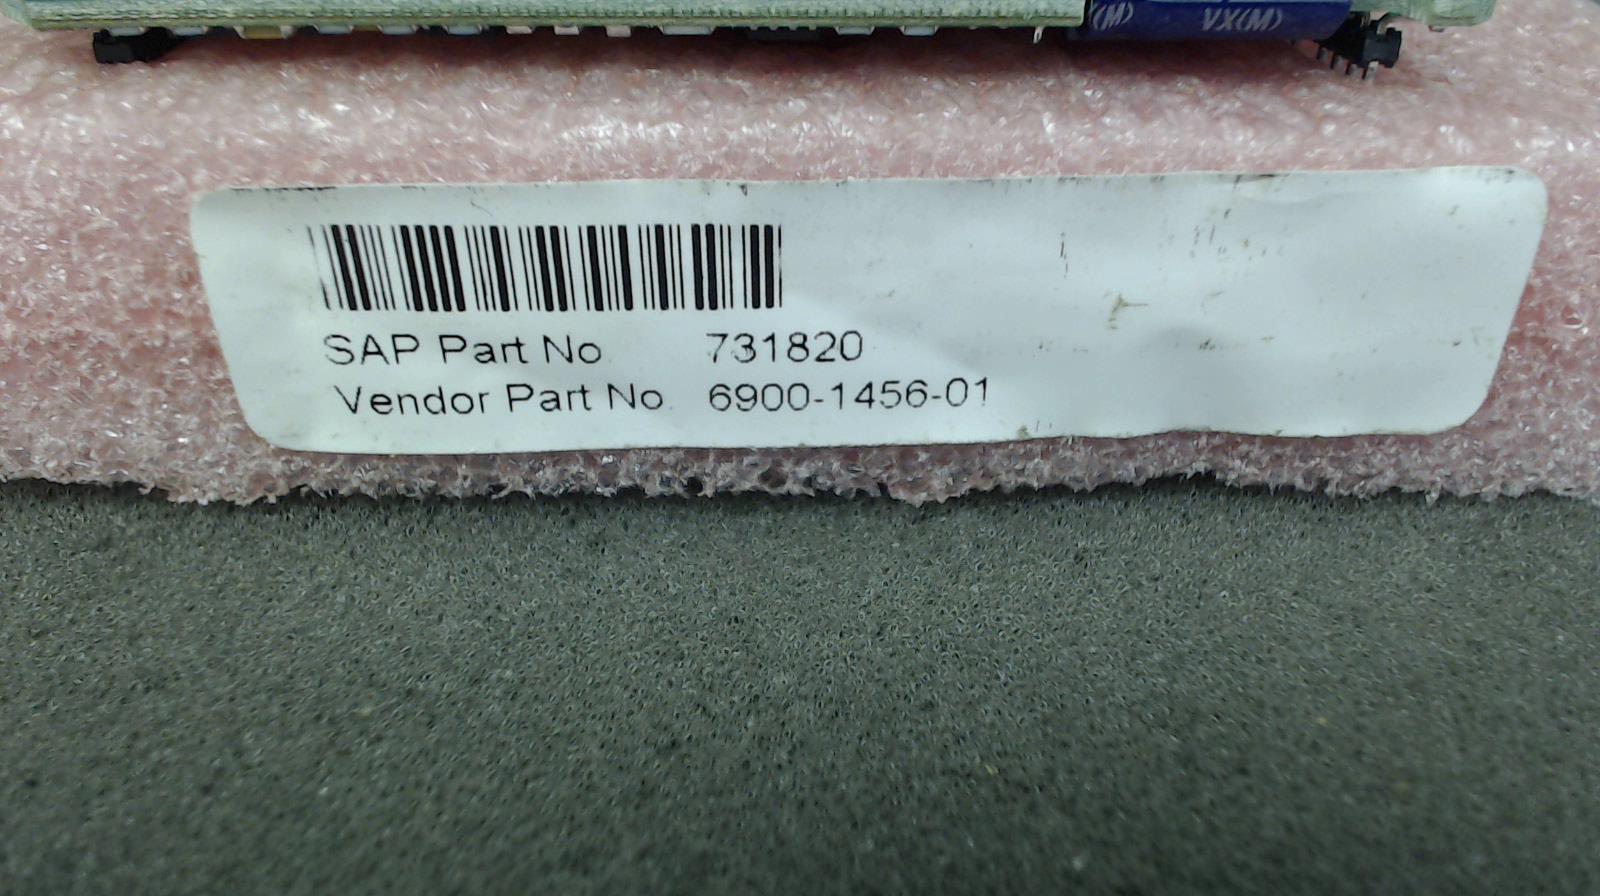 (M) VX(M)
SAP Part No 731820
Vendor Part No. 6900-1456-01